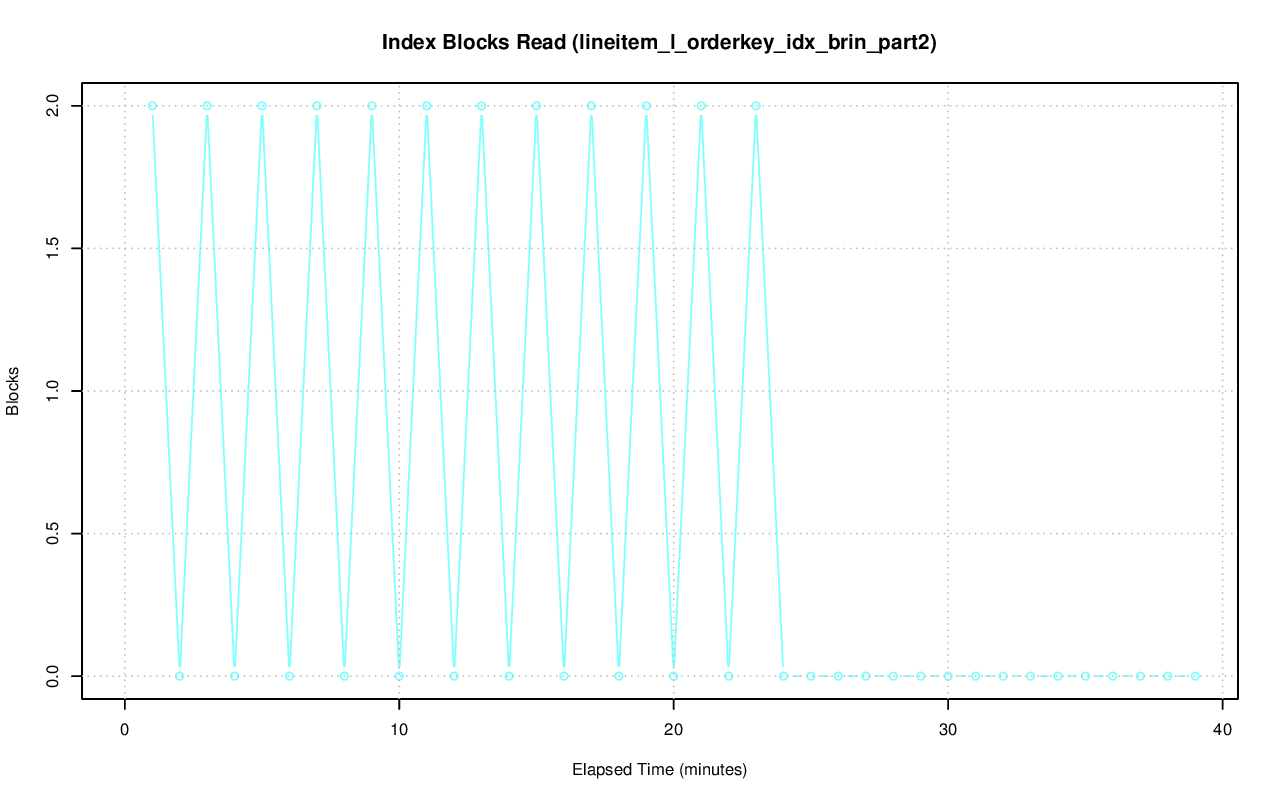 Index Blocks Read (lineitem_l_orderkey_idx_brin_part2)
2.0
1.5
1.0
0.5
0.0
Blocks
0 10 20 30 40
Elapsed Time (minutes)